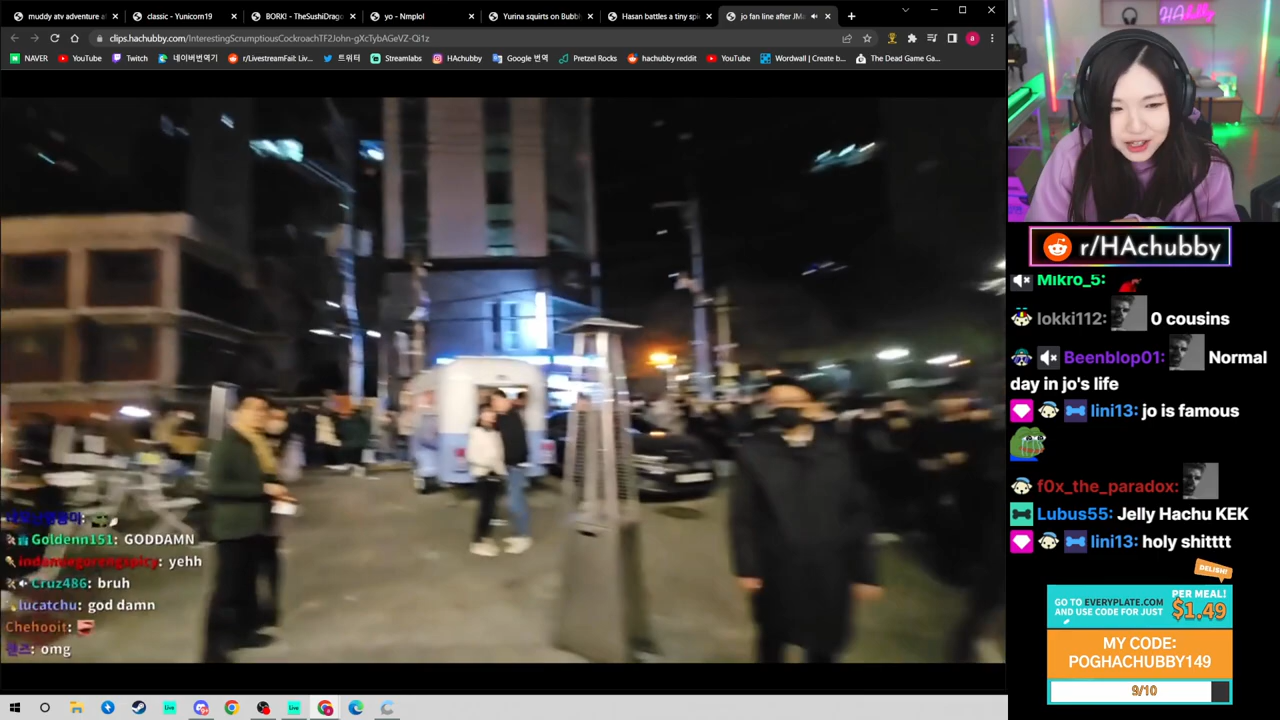 muddy atv adventure a
classic - Yunicorn19
BORK! - TheSushiDrago
yo - Nmplol
Yurina squirts on Bubbl
Hasan battles a tiny spi
jo fan line after JMa
clips.hachubby.com/InterestingScrumptiousCockroachTF2John-gXcTybAGeVZ-Qi1z
NAVER
YouTube
Twitch
네이버번역기
r/LivestreamFail: Liv...
트위터
Streamlabs
HAchubby
Google 번역
Pretzel Rocks
hachubby reddit
YouTube
Wordwall | Create b...
The Dead Game Ga...
Goldenn151: GODDAMN
indamagorengspicy: yehh
Cruz486: bruh
lucatchu: god damn
Chehooit:
omg
HAchubby
r/HAchubby
Mikro_5:
lokki112: 0 cousins
Beenblop01: Normal
day in jo's life
lini13: jo is famous
f0x_the_paradox:
Lubus55: Jelly Hachu KEK
lini13: holy shitttt
DELISH!
GO TO EVERYPLATE.COM
AND USE CODE FOR JUST
PER MEAL!
$1.49
MY CODE:
POGHACHUBBY149
9/10